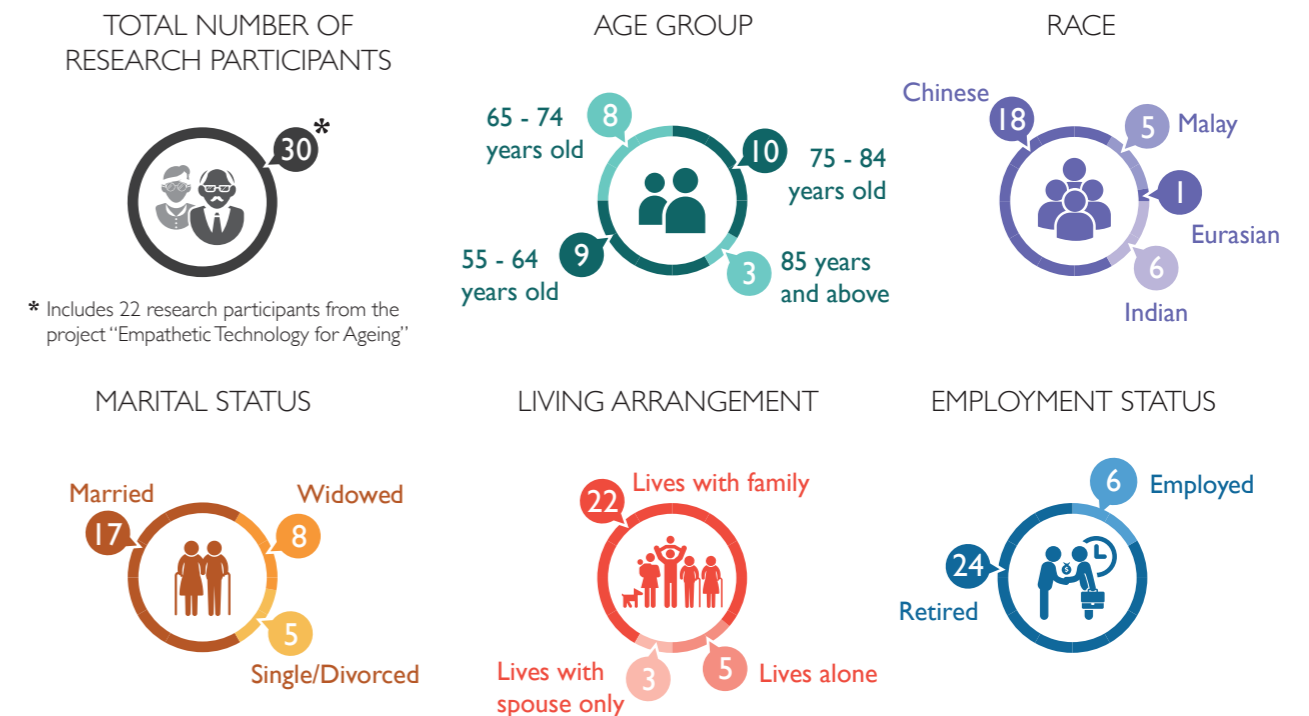 TOTAL NUMBER OF
RESEARCH PARTICIPANTS
30*
* Includes 22 research participants from the
project “Empathetic Technology for Ageing”
AGE GROUP
65 - 74
years old
8
10
75 - 84
years old
55 - 64
years old
9
3
85 years
and above
RACE
Chinese
18
5
Malay
1
Eurasian
6
Indian
MARITAL STATUS
Married
17
Widowed
8
5
Single/Divorced
LIVING ARRANGEMENT
22
Lives with family
Lives with
spouse only
3
5
Lives alone
EMPLOYMENT STATUS
6
Employed
24
Retired
$